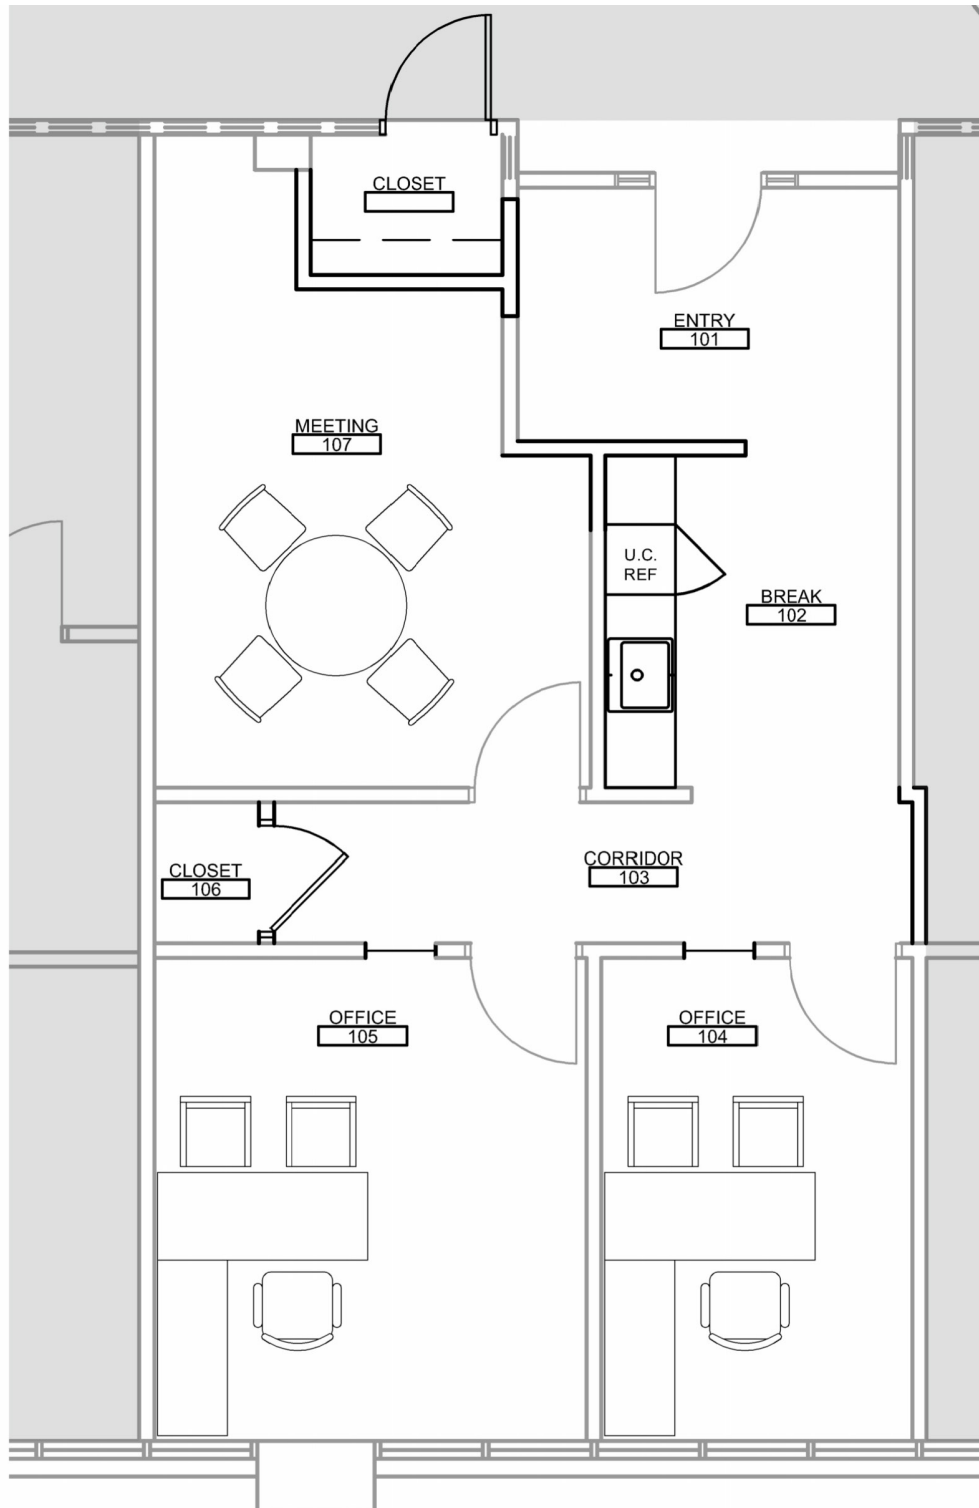 CLOSET
ENTRY
101
MEETING
107
U.C.
REF
BREAK
102
CLOSET
106
CORRIDOR
103
OFFICE
105
OFFICE
104